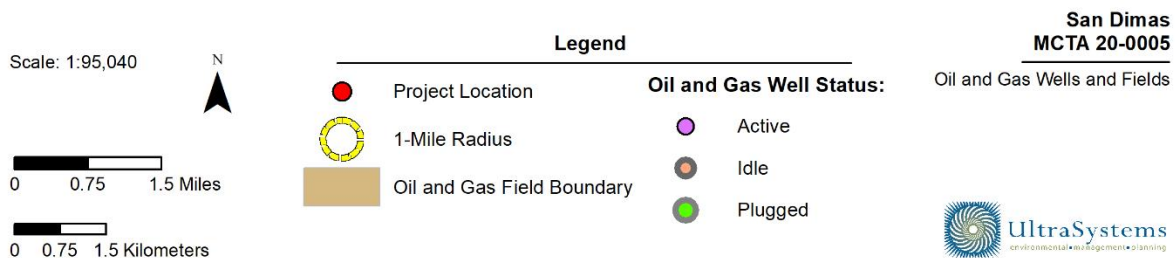 Scale: 1:95,040
N
0 0.75 1.5 Miles
0 0.75 1.5 Kilometers
Legend
Project Location
1-Mile Radius
Oil and Gas Field Boundary
Oil and Gas Well Status:
Active
Idle
Plugged
San Dimas
MCTA 20-0005
Oil and Gas Wells and Fields
UltraSystems
environmental•management•planning